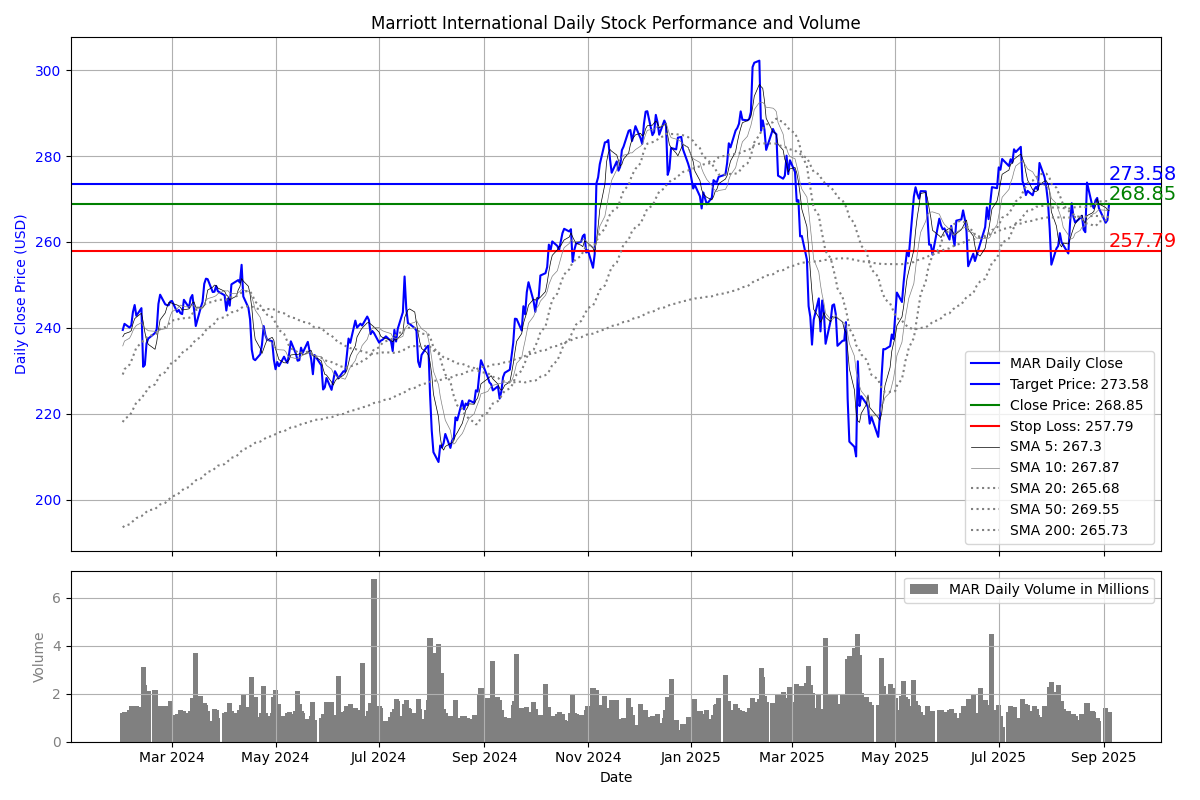 Marriott International Daily Stock Performance and Volume
Daily Close Price (USD)
300
280
260
240
220
200
273.58
268.85
257.79
MAR Daily Close
Target Price: 273.58
Close Price: 268.85
Stop Loss: 257.79
SMA 5: 267.3
SMA 10: 267.87
SMA 20: 265.68
SMA 50: 269.55
SMA 200: 265.73
Volume
6
4
2
0
MAR Daily Volume in Millions
Mar 2024 May 2024 Jul 2024 Sep 2024 Nov 2024 Jan 2025 Mar 2025 May 2025 Jul 2025 Sep 2025
Date